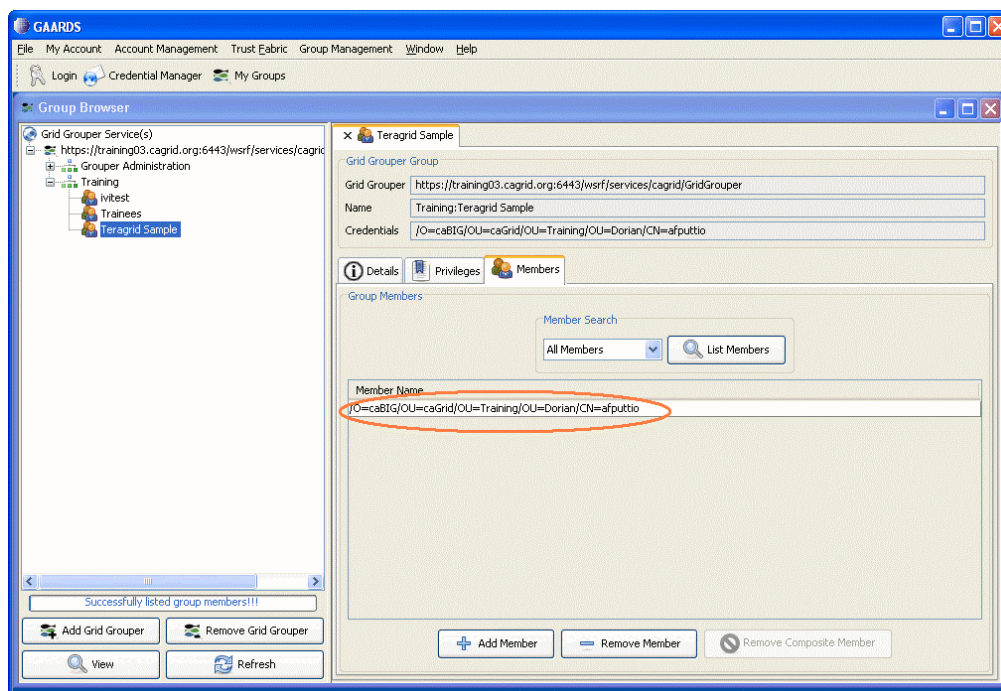 GAARDS
File My Account Account Management Trust Fabric Group Management Window Help
Login Credential Manager My Groups
Group Browser
Grid Grouper Service(s)
https://training03.cagrid.org:6443/wsrf/services/cagric
Grouper Administration
Training
ivitest
Trainees
Teragrid Sample
Successfully listed group members!!!
Add Grid Grouper Remove Grid Grouper
View Refresh
Teragrid Sample
Grid Grouper Group
Grid Grouper https://training03.cagrid.org:6443/wsrf/services/cagrid/GridGrouper
Name Training:Teragrid Sample
Credentials /O=caBIG/OU=caGrid/OU=Training/OU=Dorian/CN=afputtio
Details Privileges Members
Group Members
Member Search
All Members List Members
Member Name
/O=caBIG/OU=caGrid/OU=Training/OU=Dorian/CN=afputtio
Add Member Remove Member Remove Composite Member